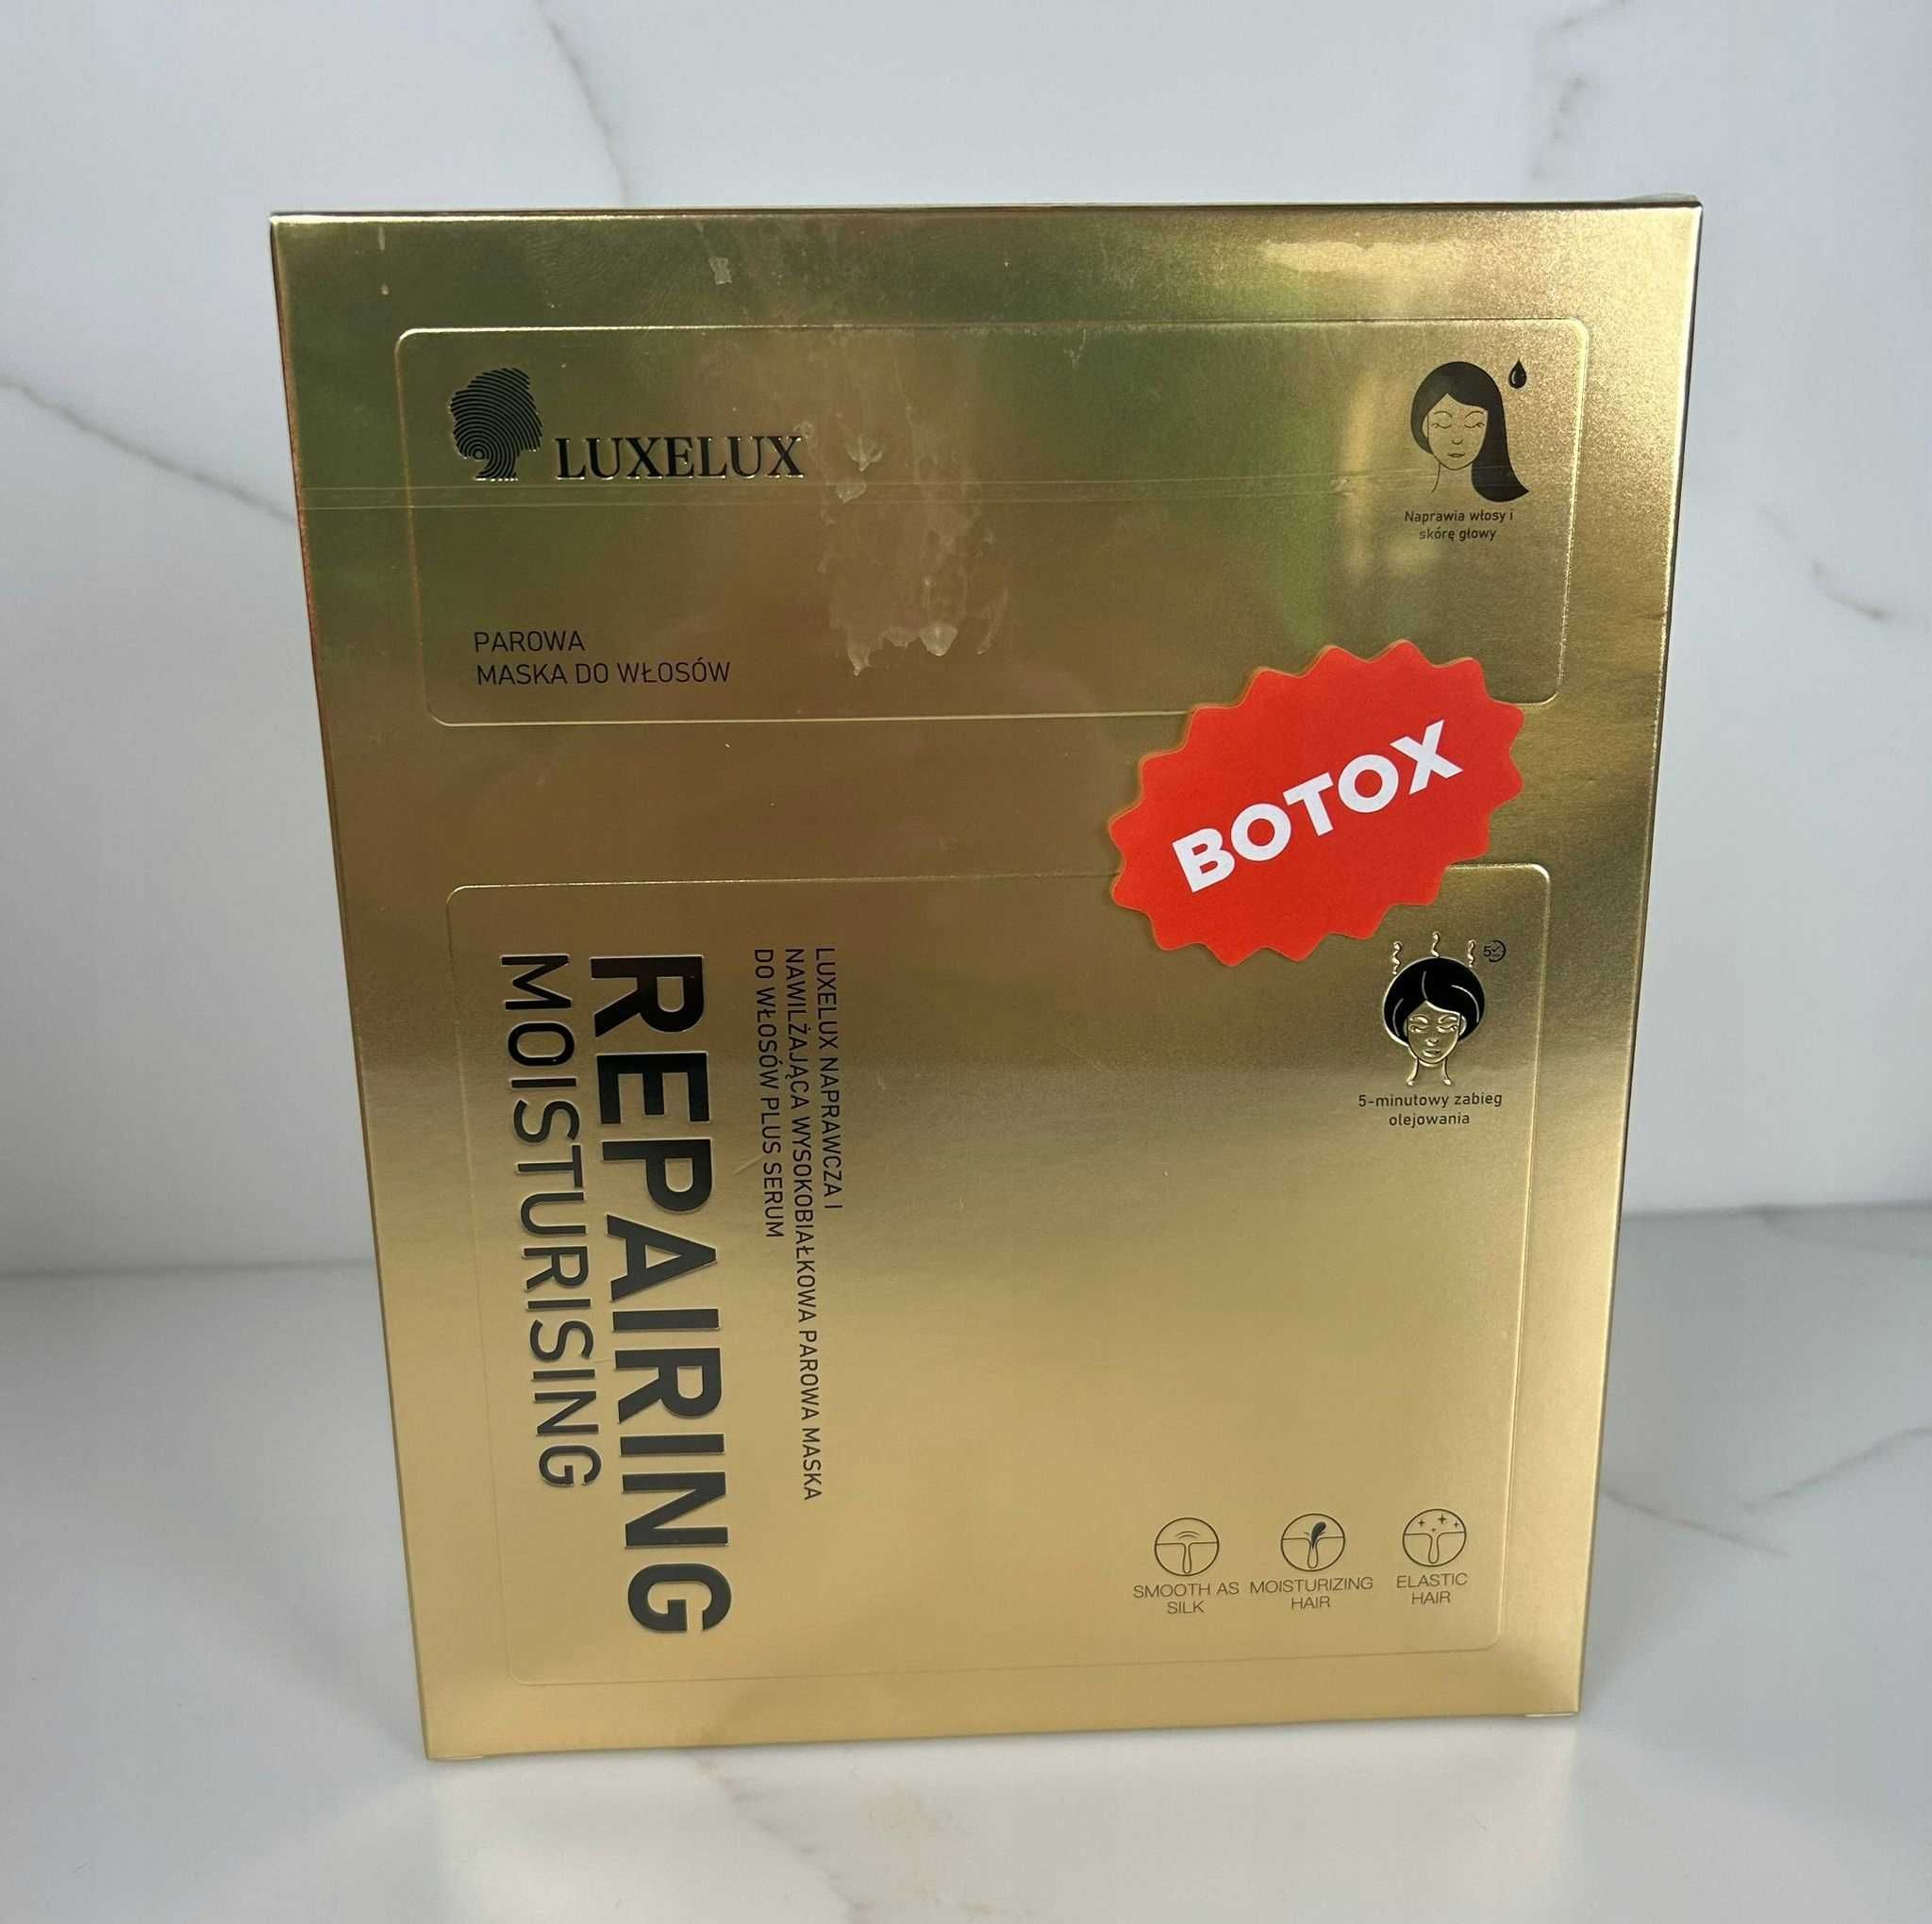 LUXELUX
Naprawia włosy i
skórę głowy
PAROWA
MASKA DO WŁOSÓW
BOTOX
LUXELUX NAPRAWCZA I
NAWILŻAJĄCA WYSOKOBIAŁKOWA PAROWA MASKA
DO WŁOSÓW PLUS SERUM
REPAIRING
MOISTURISING
5
5-minutowy zabieg
olejowania
SMOOTH AS
SILK
MOISTURIZING
HAIR
ELASTIC
HAIR